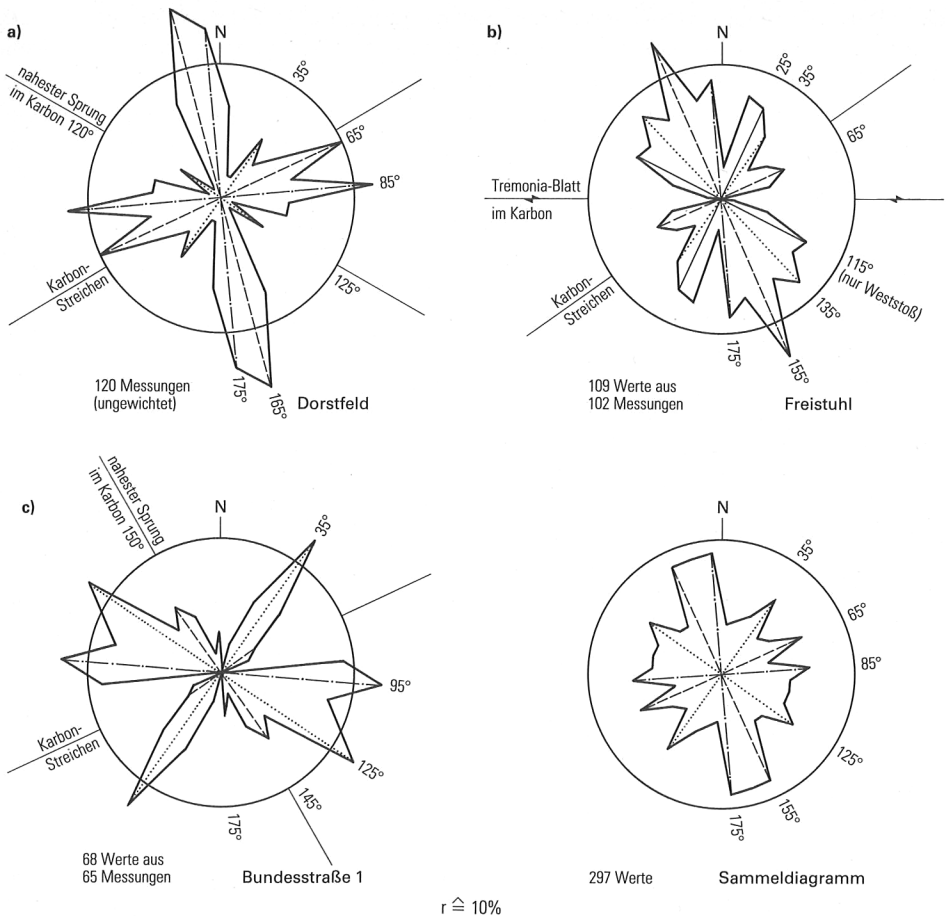 a)
N
35°
nahester Sprung
im Karbon 120°
65°
85°
Karbon-
Streichen
125°
120 Messungen
(ungewichtet)
175°
165°
Dorstfeld
b)
N
25°
35°
65°
Tremonia-Blatt
im Karbon
115°
(nur Weststoß)
Karbon-
Streichen
135°
175°
155°
109 Werte aus
102 Messungen
Freistuhl
c)
nahester Sprung
im Karbon 150°
N
35°
95°
Karbon-
Streichen
125°
145°
175°
68 Werte aus
65 Messungen
Bundesstraße 1
N
35°
65°
85°
125°
155°
175°
297 Werte
Sammeldiagramm
r ≙ 10%